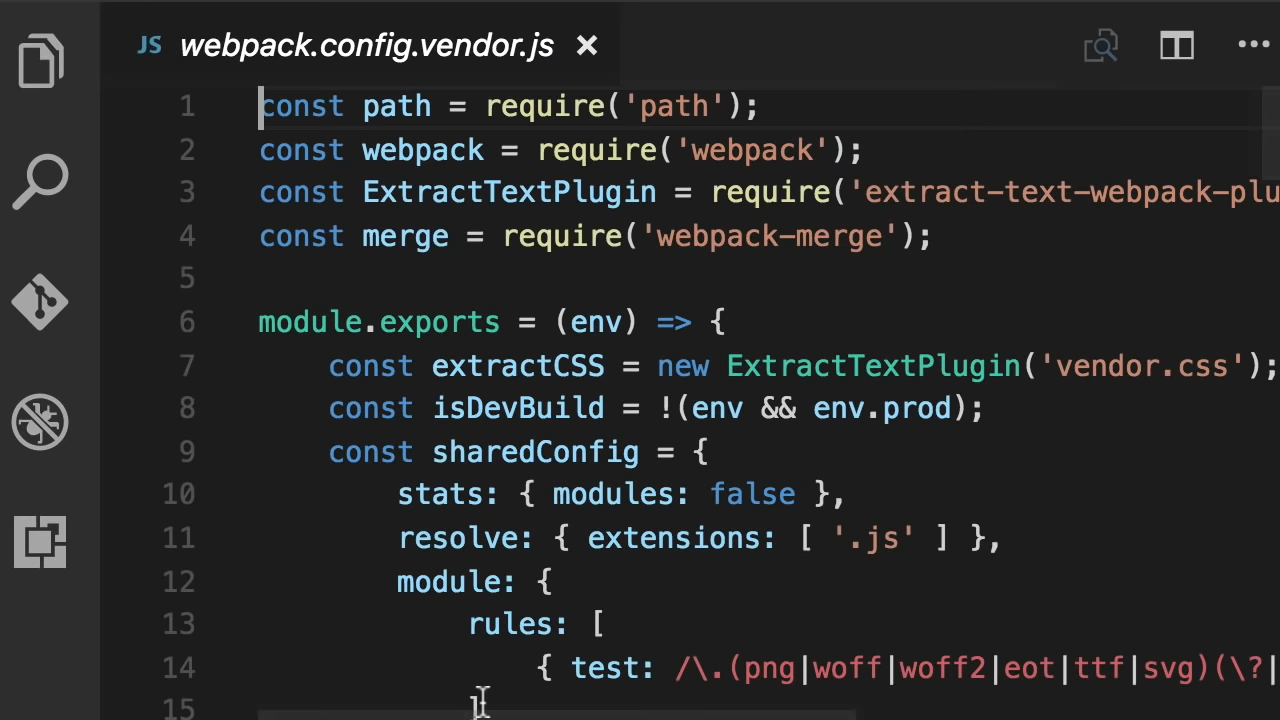 JS webpack.config.vendor.js
1 const path = require('path');
2 const webpack = require('webpack');
3 const ExtractTextPlugin = require('extract-text-webpack-plu
4 const merge = require('webpack-merge');
5
6 module.exports = (env) => {
7 const extractCSS = new ExtractTextPlugin('vendor.css');
8 const isDevBuild = !(env && env.prod);
9 const sharedConfig = {
10 stats: { modules: false },
11 resolve: { extensions: [ '.js' ] },
12 module: {
13 rules: [
14 { test: /\.(png|woff|woff2|eot|ttf|svg)(\?|
15 ]